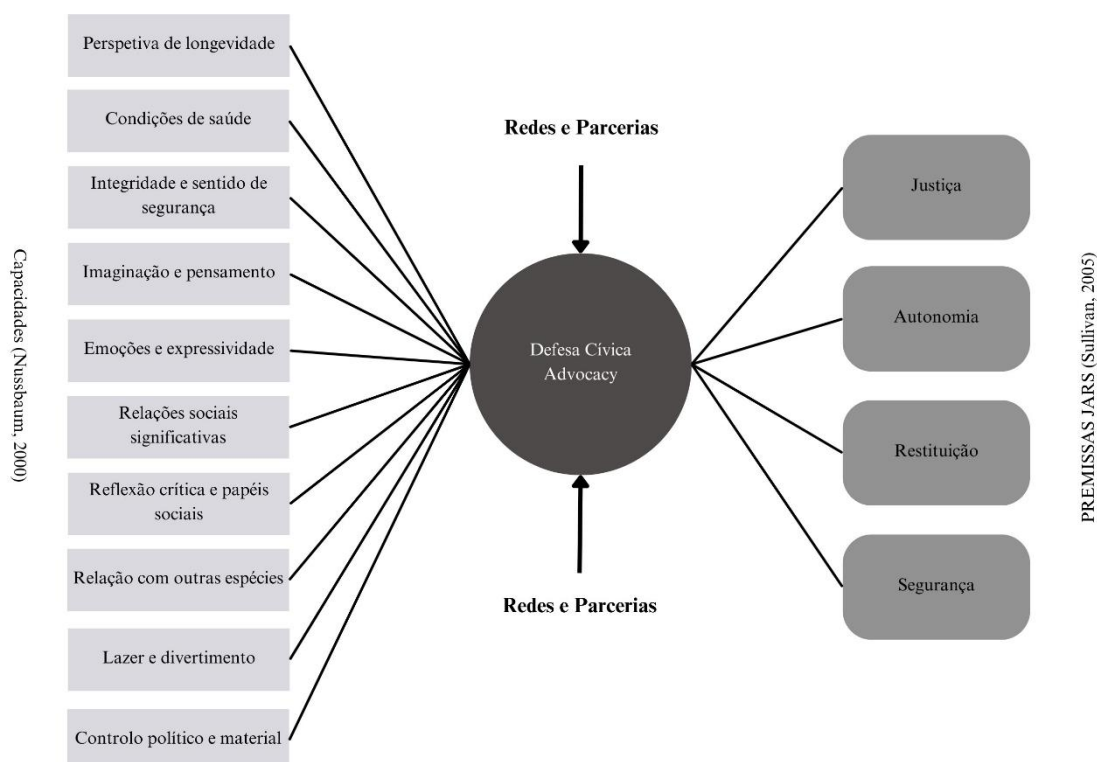 Capacidades (Nussbaum, 2000)
Perspetiva de longevidade
Condições de saúde
Integridade e sentido de
segurança
Imaginação e pensamento
Emoções e expressividade
Relações sociais
significativas
Reflexão crítica e papéis
sociais
Relação com outras espécies
Lazer e divertimento
Controlo político e material
Redes e Parcerias
Defesa Cívica
Advocacy
Redes e Parcerias
Justiça
Autonomia
Restituição
Segurança
PREMISSAS JARS (Sullivan, 2005)